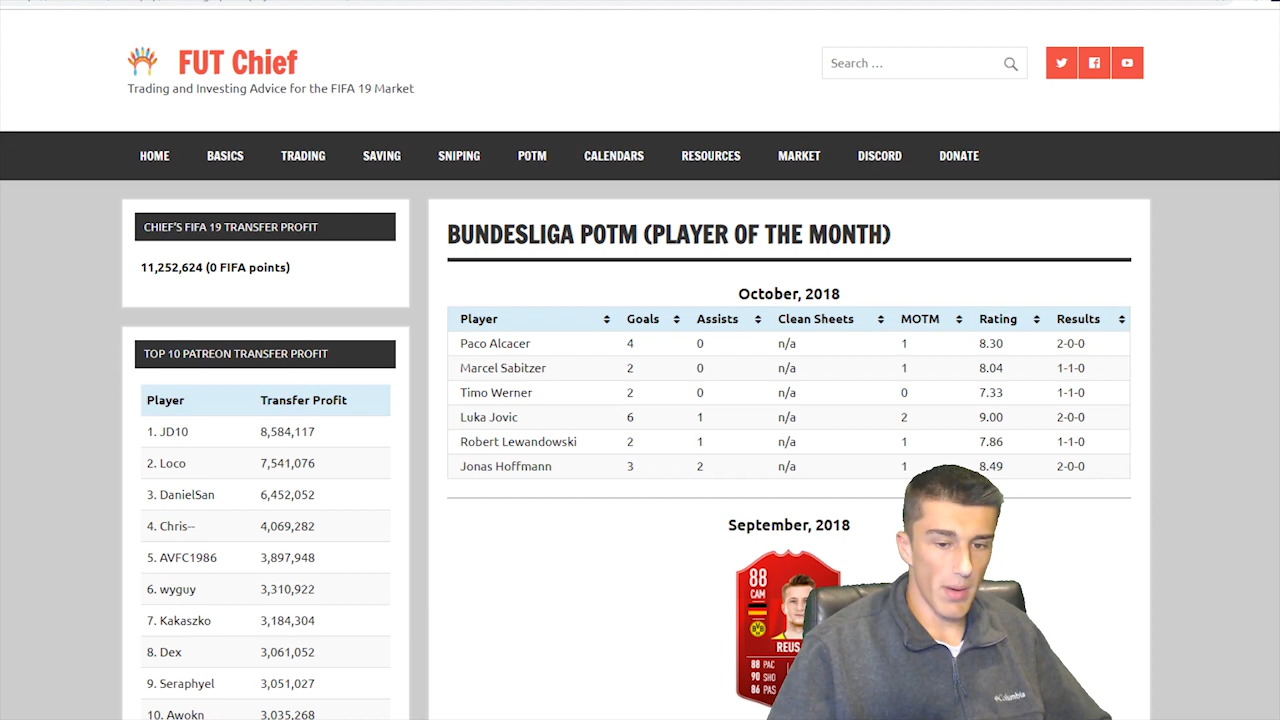 FUT Chief
Trading and Investing Advice for the FIFA 19 Market
Search …
HOME BASICS TRADING SAVING SNIPING POTM CALENDARS RESOURCES MARKET DISCORD DONATE
CHIEF'S FIFA 19 TRANSFER PROFIT
11,252,624 (0 FIFA points)
TOP 10 PATREON TRANSFER PROFIT
Player Transfer Profit
1. JD10 8,584,117
2. Loco 7,541,076
3. DanielSan 6,452,052
4. Chris-- 4,069,282
5. AVFC1986 3,897,948
6. wyguy 3,310,922
7. Kakaszko 3,184,304
8. Dex 3,061,052
9. Seraphyel 3,051,027
10. Awokn 3,035,268
BUNDESLIGA POTM (PLAYER OF THE MONTH)
October, 2018
Player Goals Assists Clean Sheets MOTM Rating Results
Paco Alcacer 4 0 n/a 1 8.30 2-0-0
Marcel Sabitzer 2 0 n/a 1 8.04 1-1-0
Timo Werner 2 0 n/a 0 7.33 1-1-0
Luka Jovic 6 1 n/a 2 9.00 2-0-0
Robert Lewandowski 2 1 n/a 1 7.86 1-1-0
Jonas Hoffmann 3 2 n/a 1 8.49 2-0-0
September, 2018
88
CAM
REUS
88 PAC
90 SHO
86 PAS
Columbia